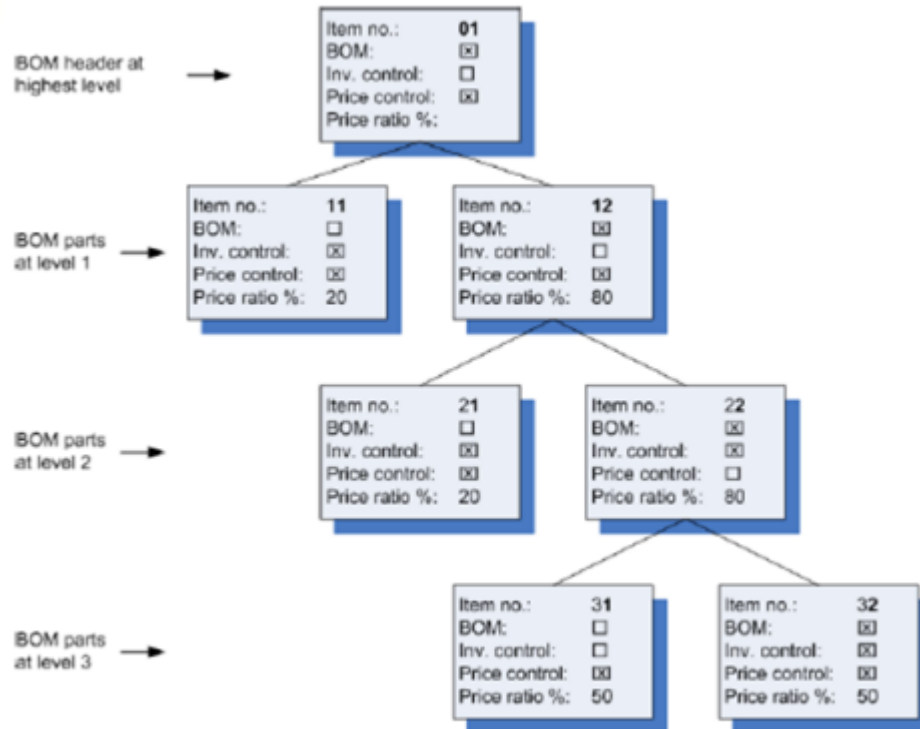 BOM header at
highest level
Item no.: 01
BOM: ☒
Inv. control: ☐
Price control: ☒
Price ratio %:
BOM parts
at level 1
Item no.: 11
BOM: ☐
Inv. control: ☒
Price control: ☒
Price ratio %: 20
Item no.: 12
BOM: ☒
Inv. control: ☐
Price control: ☒
Price ratio %: 80
BOM parts
at level 2
Item no.: 21
BOM: ☐
Inv. control: ☒
Price control: ☒
Price ratio %: 20
Item no.: 22
BOM: ☒
Inv. control: ☒
Price control: ☐
Price ratio %: 80
BOM parts
at level 3
Item no.: 31
BOM: ☐
Inv. control: ☐
Price control: ☒
Price ratio %: 50
Item no.: 32
BOM: ☒
Inv. control: ☒
Price control: ☒
Price ratio %: 50